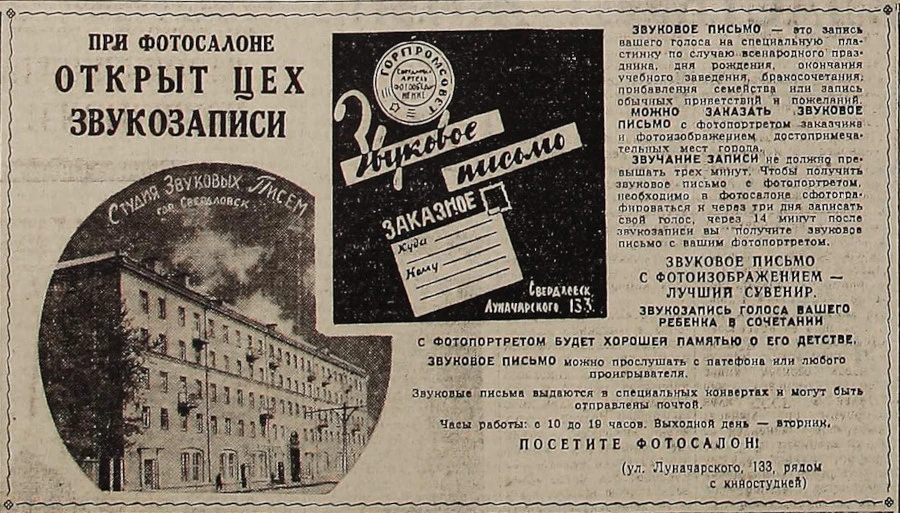 ПРИ ФОТОСАЛОНЕ
ОТКРЫТ ЦЕХ
ЗВУКОЗАПИСИ
СТУДИЯ ЗВУКОВЫХ ПИСЕМ
ГОР. СВЕРДЛОВСК
ГОРПРОМСОВЕТ
АРТЕЛЬ
Звуковое
письмо
ЗАКАЗНОЕ
Куда
Кому
СВЕРДЛОВСК,
ЛУНАЧАРСКОГО 133.
ЗВУКОВОЕ ПИСЬМО — это запись
вашего голоса на специальную пла-
стинку по случаю всенародного праз-
дника, дня рождения, окончания
учебного заведения, бракосочетания,
прибавления семейства или запись
обычных приветствий и пожеланий.
МОЖНО ЗАКАЗАТЬ ЗВУКОВОЕ
ПИСЬМО с фотопортретом заказчика
и фотоизображением достопримеча-
тельных мест города.
ЗВУЧАНИЕ ЗАПИСИ не должно пре-
вышать трех минут. Чтобы получить
звуковое письмо с фотопортретом,
необходимо в фотосалоне сфотогра-
фироваться и через три дня записать
свой голос, через 14 минут после
звукозаписи вы получите звуковое
письмо с вашим фотопортретом.
ЗВУКОВОЕ ПИСЬМО
С ФОТОИЗОБРАЖЕНИЕМ —
ЛУЧШИЙ СУВЕНИР.
ЗВУКОЗАПИСЬ ГОЛОСА ВАШЕГО
РЕБЕНКА В СОЧЕТАНИИ
С ФОТОПОРТРЕТОМ БУДЕТ ХОРОШЕЙ ПАМЯТЬЮ О ЕГО ДЕТСТВЕ.
ЗВУКОВОЕ ПИСЬМО можно прослушать с патефона или любого
проигрывателя.
Звуковые письма выдаются в специальных конвертах и могут быть
отправлены почтой.
Часы работы: с 10 до 19 часов. Выходной день — вторник.
ПОСЕТИТЕ ФОТОСАЛОН!
(ул. Луначарского, 133, рядом
с киностудией)